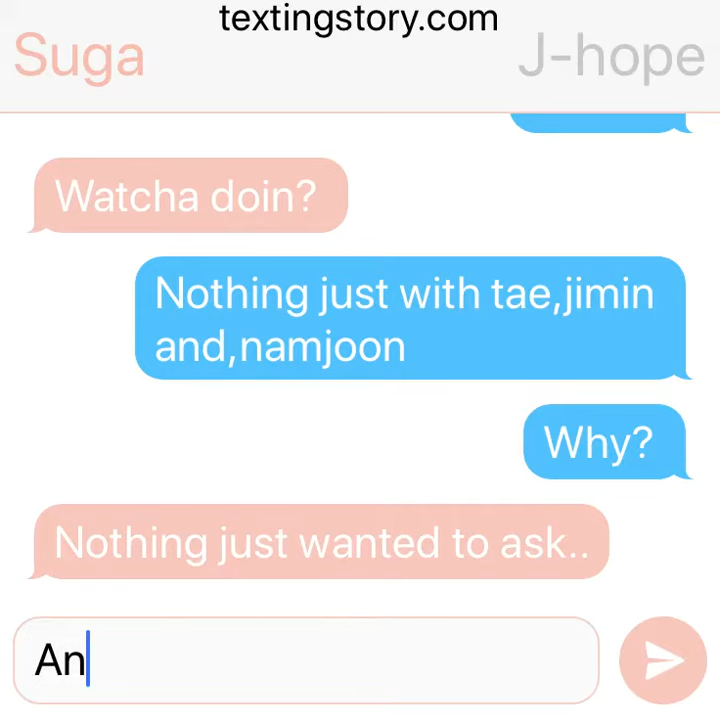 textingstory.com
Suga
J-hope
Watcha doin?
Nothing just with tae,jimin
and,namjoon
Why?
Nothing just wanted to ask..
An